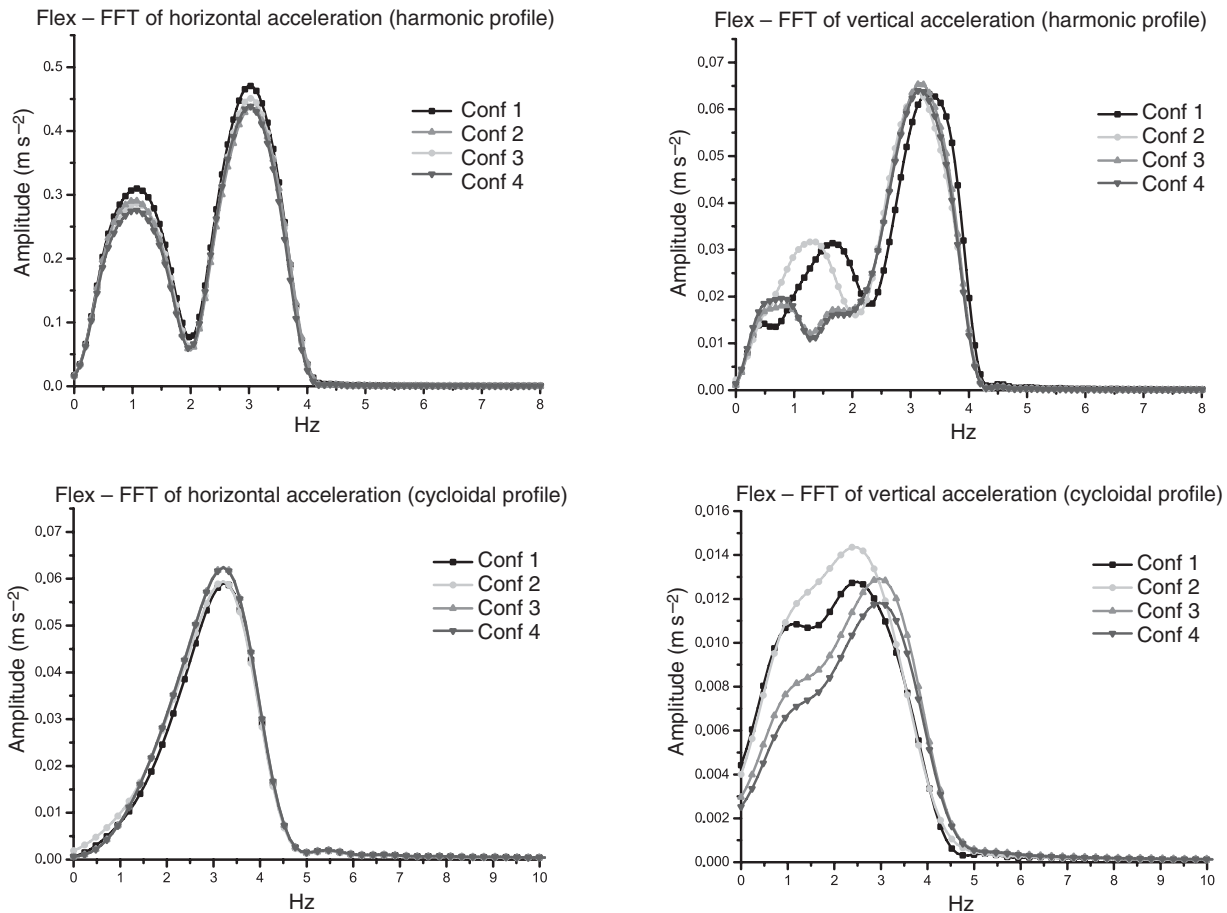 Flex – FFT of horizontal acceleration (harmonic profile)
Amplitude (m s⁻²)
0.5
0.4
0.3
0.2
0.1
0.0
0 1 2 3 4 5 6 7 8
Hz
Conf 1
Conf 2
Conf 3
Conf 4
Flex – FFT of vertical acceleration (harmonic profile)
Amplitude (m s⁻²)
0.07
0.06
0.05
0.04
0.03
0.02
0.01
0.00
0 1 2 3 4 5 6 7 8
Hz
Conf 1
Conf 2
Conf 3
Conf 4
Flex – FFT of horizontal acceleration (cycloidal profile)
Amplitude (m s⁻²)
0.07
0.06
0.05
0.04
0.03
0.02
0.01
0.00
0 1 2 3 4 5 6 7 8 9 10
Hz
Conf 1
Conf 2
Conf 3
Conf 4
Flex – FFT of vertical acceleration (cycloidal profile)
Amplitude (m s⁻²)
0.016
0.014
0.012
0.010
0.008
0.006
0.004
0.002
0.000
0 1 2 3 4 5 6 7 8 9 10
Hz
Conf 1
Conf 2
Conf 3
Conf 4